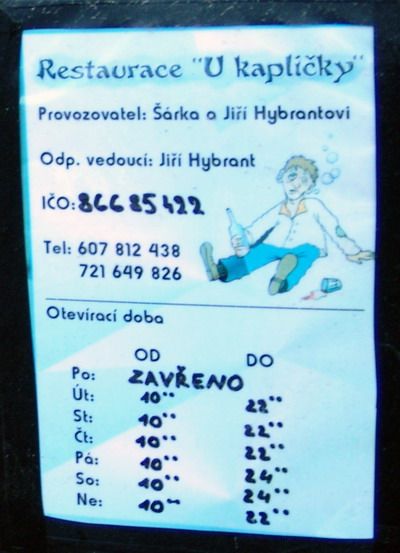 Restaurace "U kapličky"
Provozovatel: Šárka a Jiří Hybrantovi
Odp. vedoucí: Jiří Hybrant
IČO: 86685422
Tel: 607 812 438
721 649 826
Otevírací doba
OD DO
Po: ZAVŘENO
Út: 10°° 22°°
St: 10°° 22°°
Čt: 10°° 22°°
Pá: 10°° 24°°
So: 10°° 24°°
Ne: 10°° 22°°